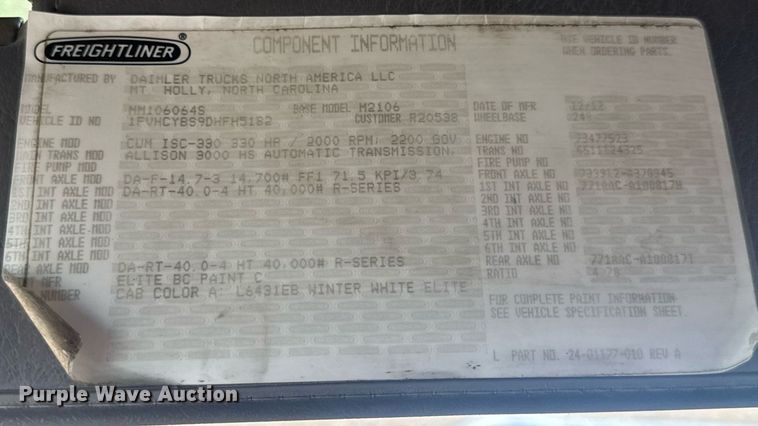 FREIGHTLINER
COMPONENT INFORMATION
USE VEHICLE ID NUMBER
WHEN ORDERING PARTS.
MANUFACTURED BY DAIMLER TRUCKS NORTH AMERICA LLC
MT. HOLLY, NORTH CAROLINA
MODEL MM106064S BASE MODEL M2106 DATE OF MFR 12/12
VEHICLE ID NO 1FVHCYBS9DHFH5182 CUSTOMER R20538 WHEELBASE
ENGINE MOD CUM ISC-330 330 HP / 2000 RPM, 2200 GOV ENGINE NO 73477573
MAIN TRANS MOD ALLISON 3000 HS AUTOMATIC TRANSMISSION, TRANS NO 6511124325
FIRE PUMP MOD FIRE PUMP NO
FRONT AXLE MOD DA-F-14.7-3 14,700# FF1 71.5 KPI/3.74 FRONT AXLE NO
1ST INT AXLE MOD DA-RT-40.0-4 HT 40,000# R-SERIES 1ST INT AXLE NO
2ND INT AXLE MOD 2ND INT AXLE NO
3RD INT AXLE MOD 3RD INT AXLE NO
4TH INT AXLE MOD 4TH INT AXLE NO
5TH INT AXLE MOD 5TH INT AXLE NO
6TH INT AXLE MOD 6TH INT AXLE NO
REAR AXLE MOD DA-RT-40.0-4 HT 40,000# R-SERIES REAR AXLE NO
MFR ELITE BC PAINT C RATIO
NUMBER CAB COLOR A: L6431EB WINTER WHITE ELITE
FOR COMPLETE PAINT INFORMATION
SEE VEHICLE SPECIFICATION SHEET.
L PART NO. 24-01177-010 REV A
Purple Wave Auction